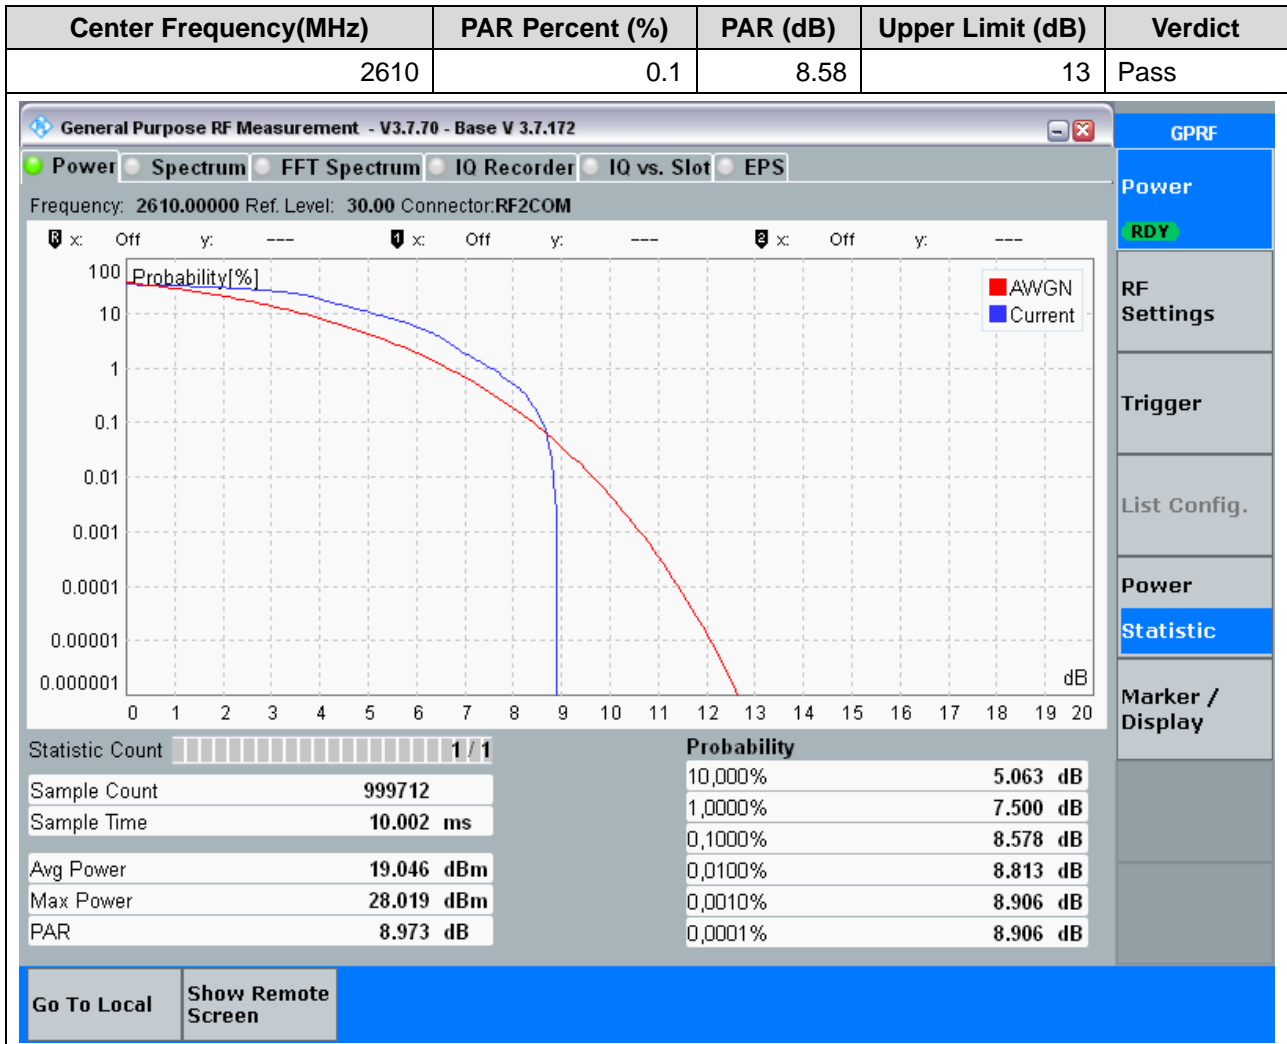 Center Frequency(MHz) PAR Percent (%) PAR (dB) Upper Limit (dB) Verdict
2610 0.1 8.58 13 Pass
General Purpose RF Measurement - V3.7.70 - Base V 3.7.172
GPRF
Power Spectrum FFT Spectrum IQ Recorder IQ vs. Slot EPS
Power
RDY
Frequency: 2610.00000 Ref. Level: 30.00 Connector:RF2COM
R x: Off y: --- 1 x: Off y: --- 2 x: Off y: ---
Probability[%]
AWGN
Current
100
10
1
0.1
0.01
0.001
0.0001
0.00001
0.000001
dB
0 1 2 3 4 5 6 7 8 9 10 11 12 13 14 15 16 17 18 19 20
RF
Settings
Trigger
List Config.
Power
Statistic
Marker /
Display
Statistic Count 1 / 1
Sample Count 999712
Sample Time 10.002 ms
Avg Power 19.046 dBm
Max Power 28.019 dBm
PAR 8.973 dB
Probability
10,000% 5.063 dB
1,0000% 7.500 dB
0,1000% 8.578 dB
0,0100% 8.813 dB
0,0010% 8.906 dB
0,0001% 8.906 dB
Go To Local
Show Remote
Screen